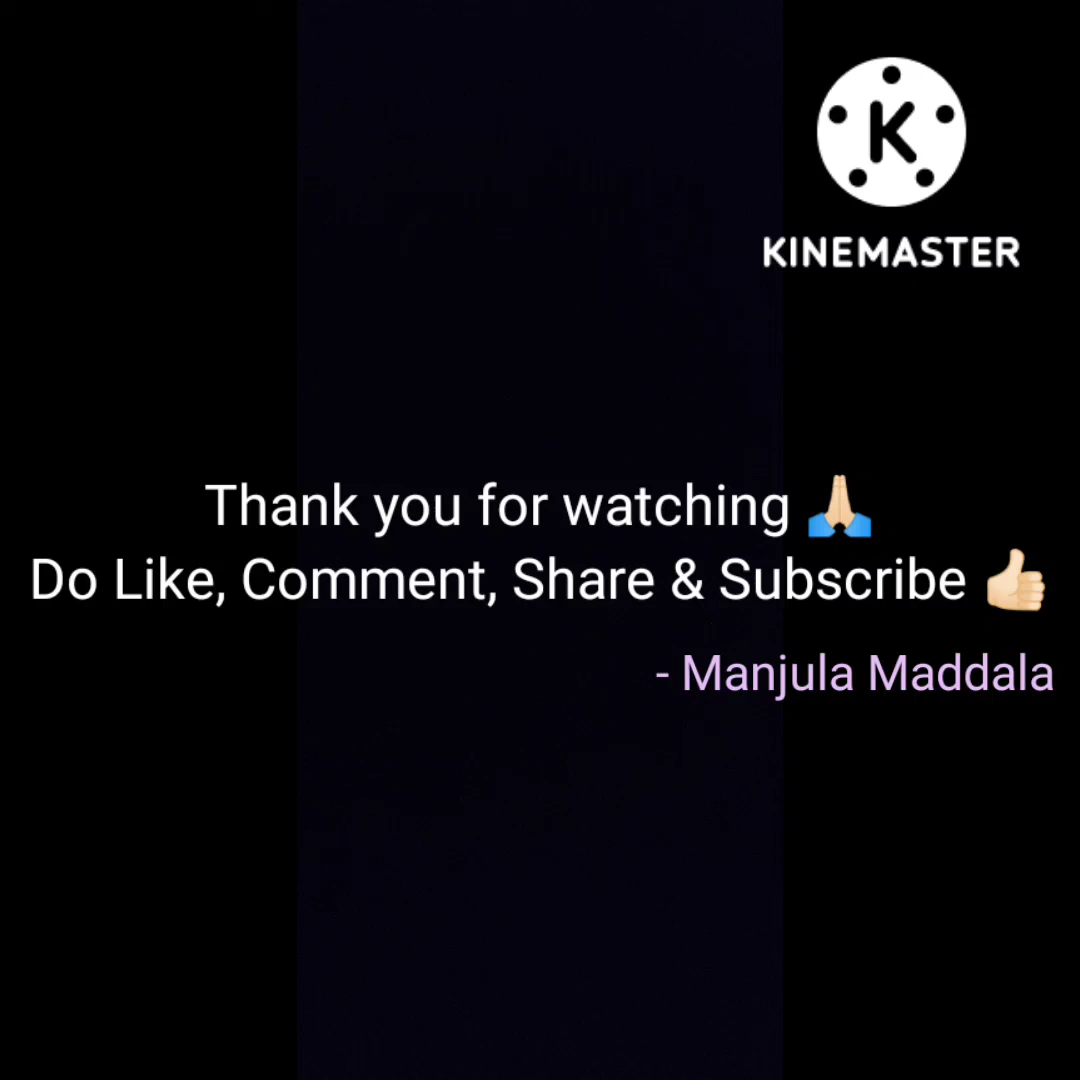 K
KINEMASTER
Thank you for watching 🙏🏻
Do Like, Comment, Share & Subscribe 👍🏻
- Manjula Maddala